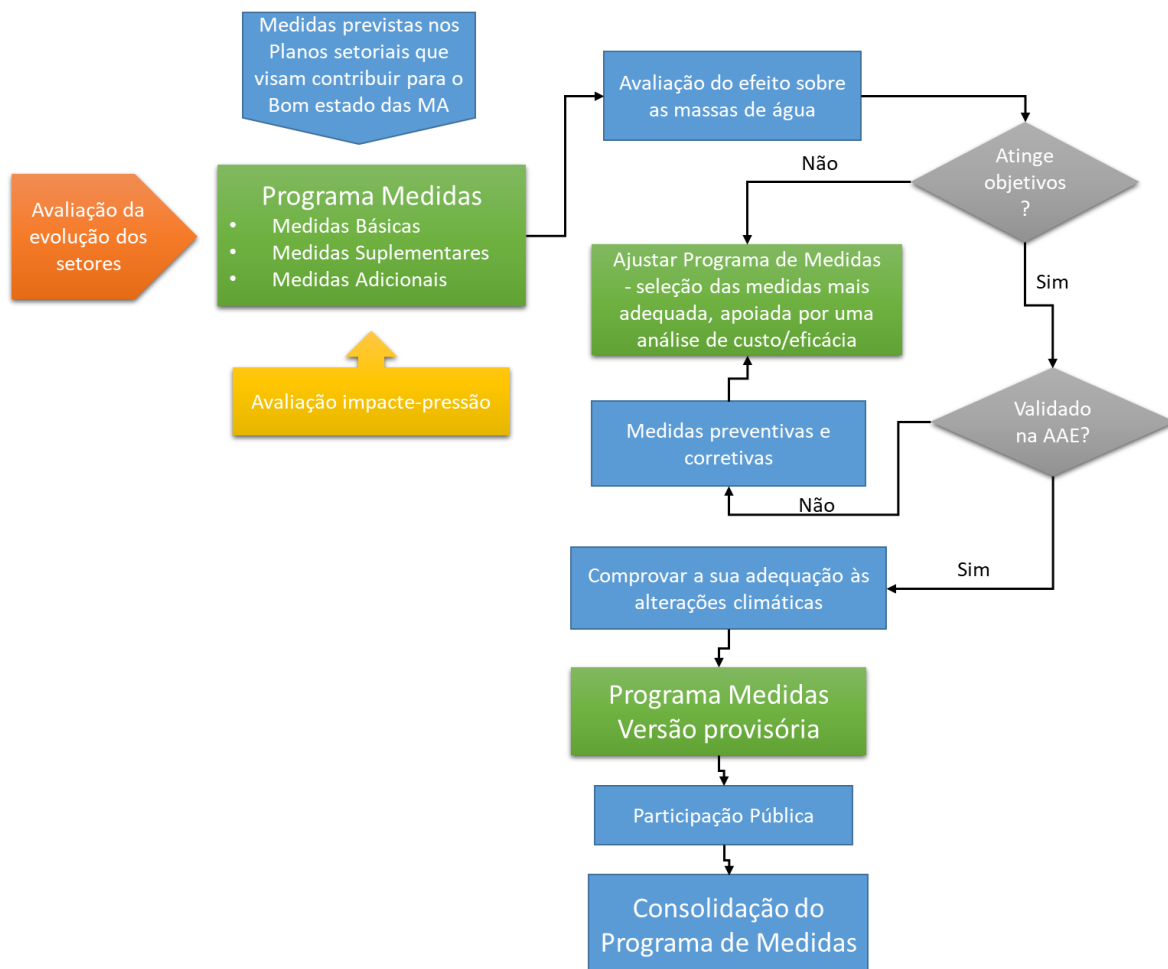 Medidas previstas nos
Planos setoriais que
visam contribuir para o
Bom estado das MA
Avaliação do efeito sobre
as massas de água
Atinge
objetivos
?
Não
Avaliação da
evolução dos
setores
Programa Medidas
• Medidas Básicas
• Medidas Suplementares
• Medidas Adicionais
Ajustar Programa de Medidas
- seleção das medidas mais
adequada, apoiada por uma
análise de custo/eficácia
Sim
Avaliação impacte-pressão
Medidas preventivas e
corretivas
Validado
na AAE?
Não
Comprovar a sua adequação às
alterações climáticas
Sim
Programa Medidas
Versão provisória
Participação Pública
Consolidação do
Programa de Medidas